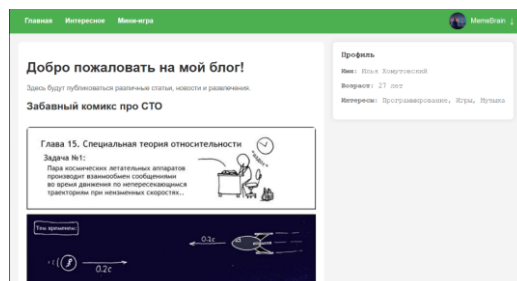 Главная Интересное Мини-игра MemeBrain
Добро пожаловать на мой блог!
Здесь будут публиковаться различные статьи, новости и развлечения.
Забавный комикс про СТО
Глава 15. Специальная теория относительности
Задача №1:
Пара космических летательных аппаратов
производит взаимообмен сообщениями
во время движения по непересекающимся
траекториям при неизменных скоростях..
Тем временем:
0.2c
0.2c
Профиль
Имя: Илья Хомутовский
Возраст: 27 лет
Интересы: Программирование, Игры, Музыка